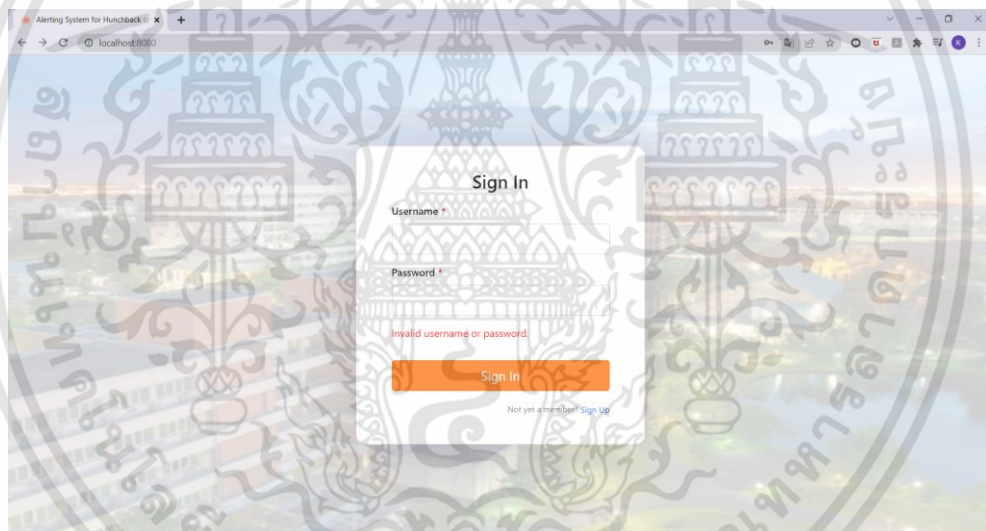 Alerting System for Hunchback
localhost:8080
K
Sign In
Username *
Password *
Invalid username or password.
Sign In
Not yet a member? Sign Up